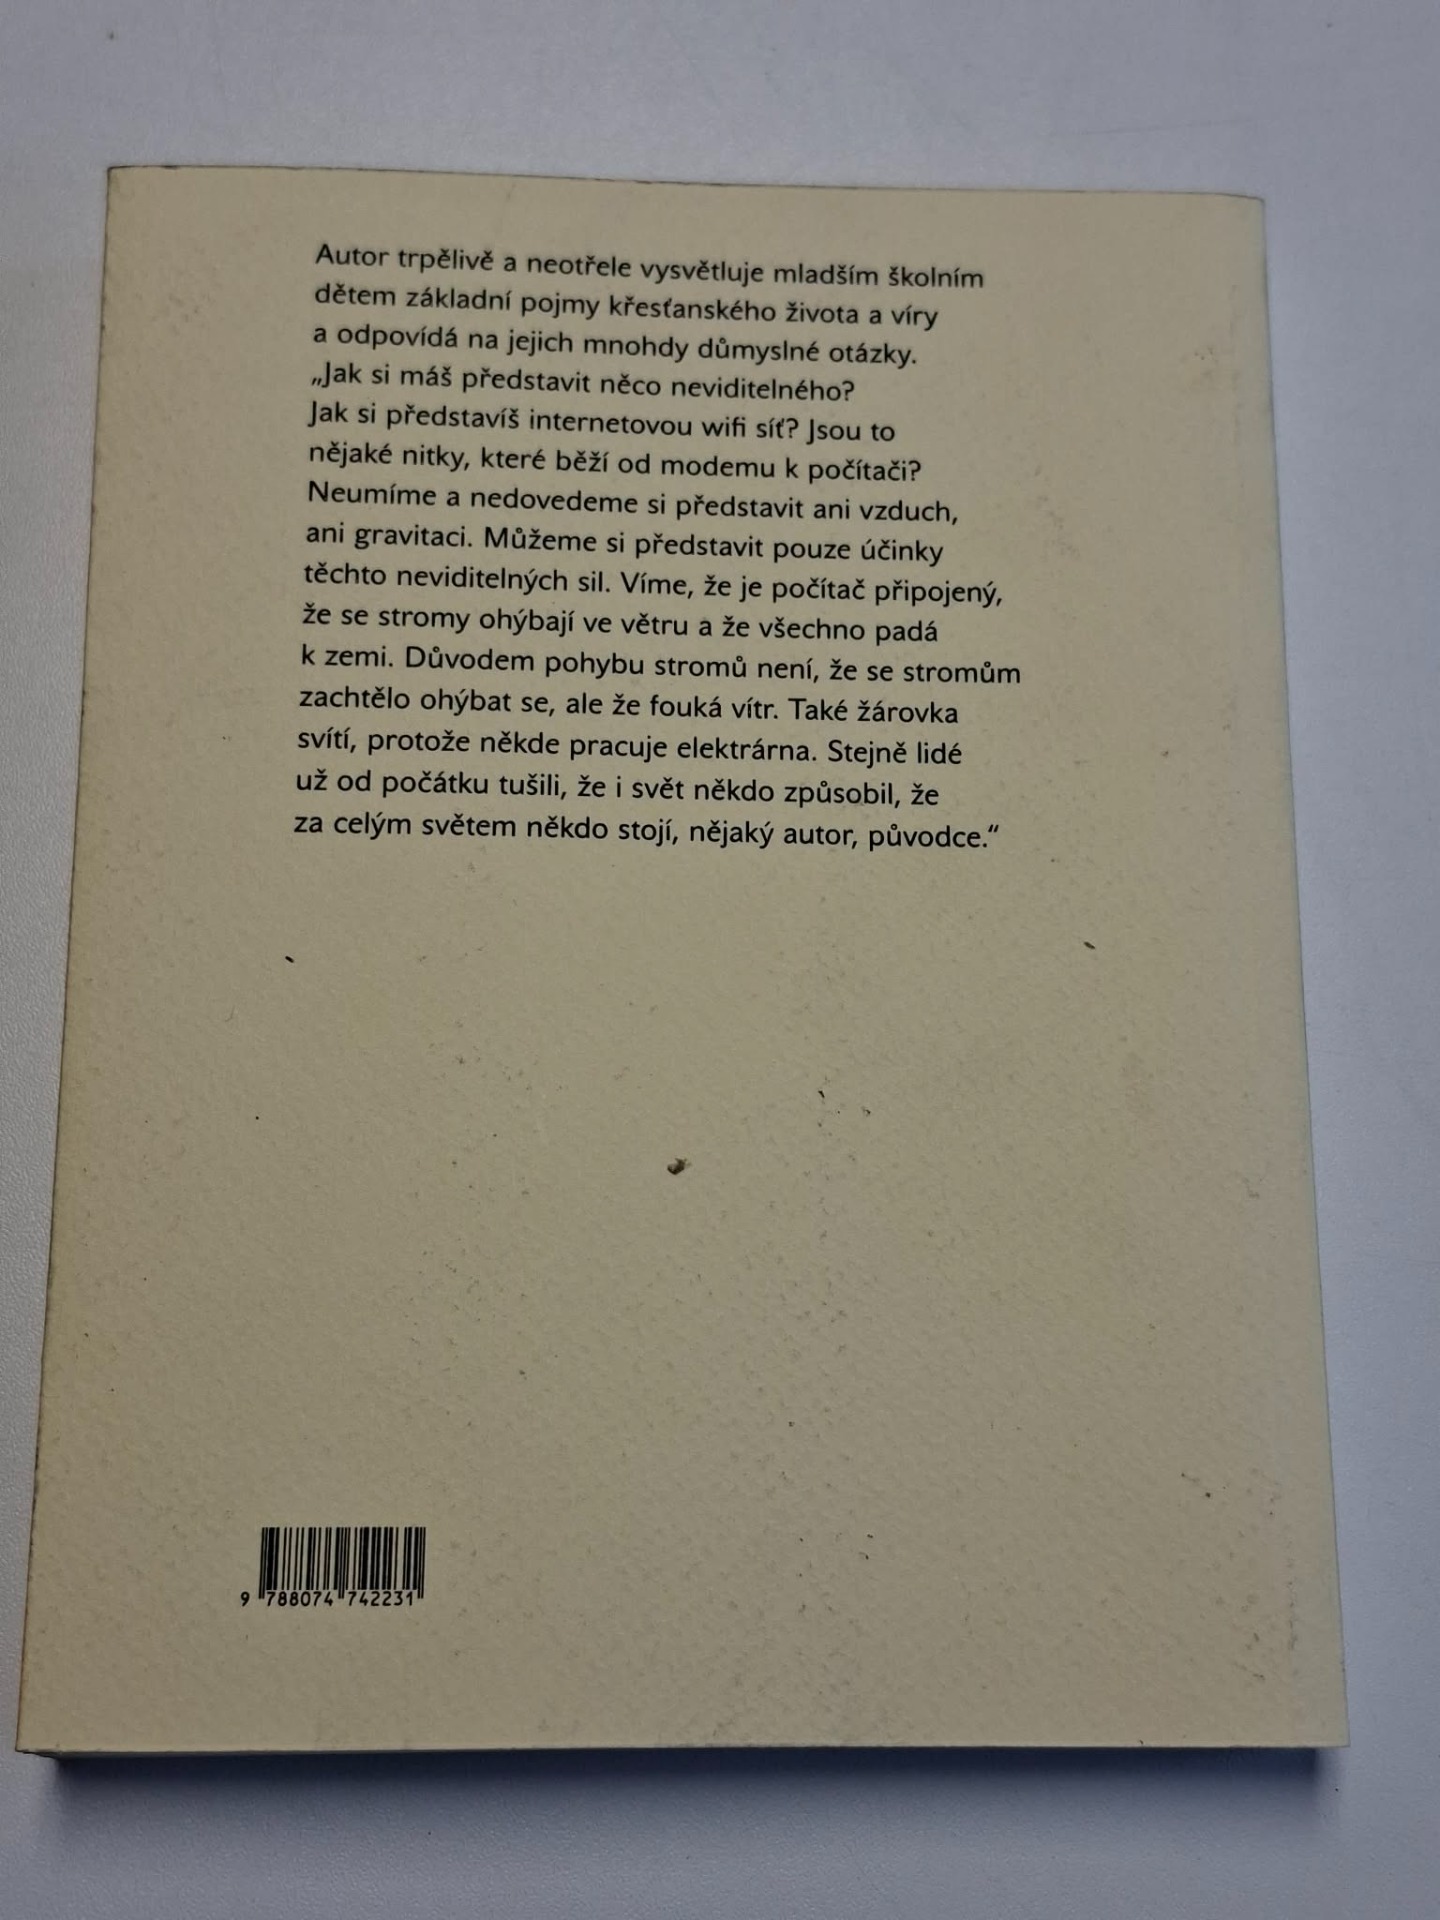 Autor trpělivě a neotřele vysvětluje mladším školním
dětem základní pojmy křesťanského života a víry
a odpovídá na jejich mnohdy důmyslné otázky.
„Jak si máš představit něco neviditelného?
Jak si představíš internetovou wifi síť? Jsou to
nějaké nitky, které běží od modemu k počítači?
Neumíme a nedovedeme si představit ani vzduch,
ani gravitaci. Můžeme si představit pouze účinky
těchto neviditelných sil. Víme, že je počítač připojený,
že se stromy ohýbají ve větru a že všechno padá
k zemi. Důvodem pohybu stromů není, že se stromům
zachtělo ohýbat se, ale že fouká vítr. Také žárovka
svítí, protože někde pracuje elektrárna. Stejně lidé
už od počátku tušili, že i svět někdo způsobil, že
za celým světem někdo stojí, nějaký autor, původce.“
9 788074 742231